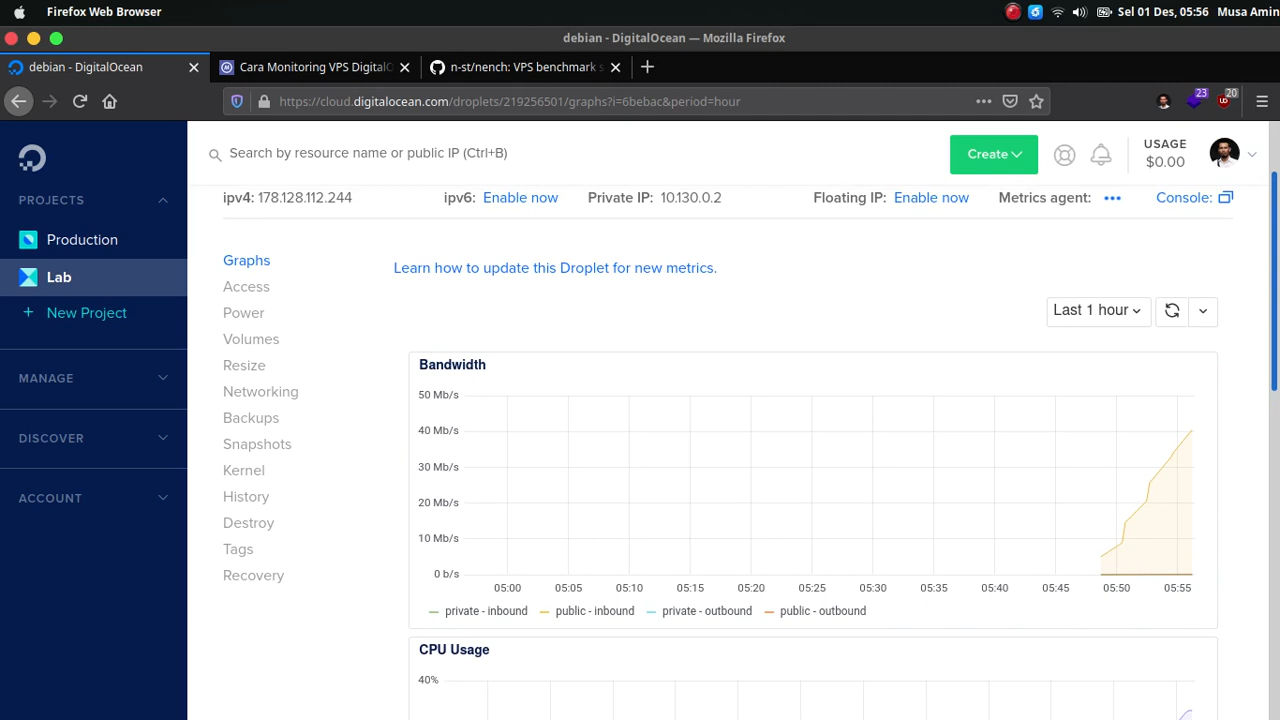 Firefox Web Browser
Sel 01 Des, 05:56 Musa Amin
debian - DigitalOcean — Mozilla Firefox
debian - DigitalOcean
Cara Monitoring VPS DigitalO
n-st/nench: VPS benchmark s
https://cloud.digitalocean.com/droplets/219256501/graphs?i=6bebac&period=hour
23
20
Search by resource name or public IP (Ctrl+B)
Create
USAGE
$0.00
PROJECTS
Production
Lab
+ New Project
MANAGE
DISCOVER
ACCOUNT
ipv4: 178.128.112.244 ipv6: Enable now Private IP: 10.130.0.2 Floating IP: Enable now Metrics agent: ••• Console:
Graphs
Access
Power
Volumes
Resize
Networking
Backups
Snapshots
Kernel
History
Destroy
Tags
Recovery
Learn how to update this Droplet for new metrics.
Last 1 hour
Bandwidth
50 Mb/s
40 Mb/s
30 Mb/s
20 Mb/s
10 Mb/s
0 b/s
05:00 05:05 05:10 05:15 05:20 05:25 05:30 05:35 05:40 05:45 05:50 05:55
private - inbound public - inbound private - outbound public - outbound
CPU Usage
40%